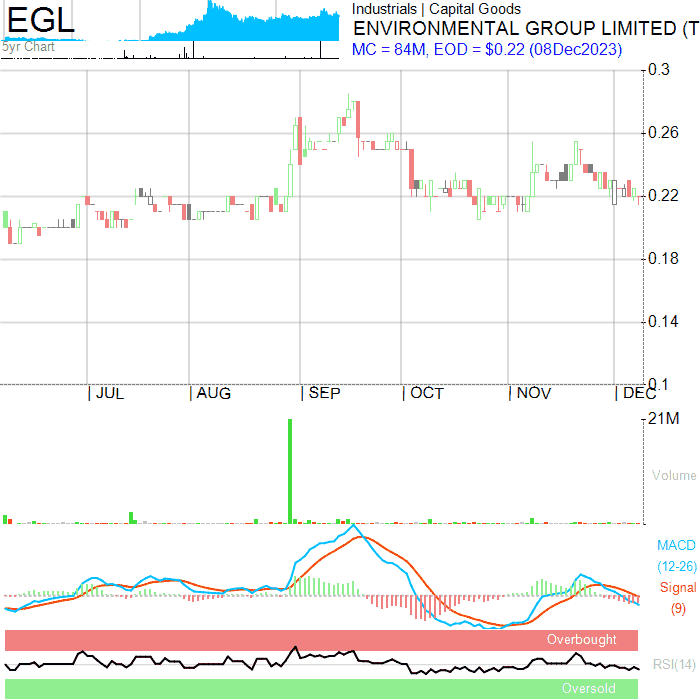 EGL
Industrials | Capital Goods
ENVIRONMENTAL GROUP LIMITED (T
MC = 84M, EOD = $0.22 (08Dec2023)
5yr Chart
0.3
0.26
0.22
0.18
0.14
0.1
| JUL | AUG | SEP | OCT | NOV | DEC
21M
Volume
MACD
(12-26)
Signal
(9)
Overbought
RSI(14)
Oversold